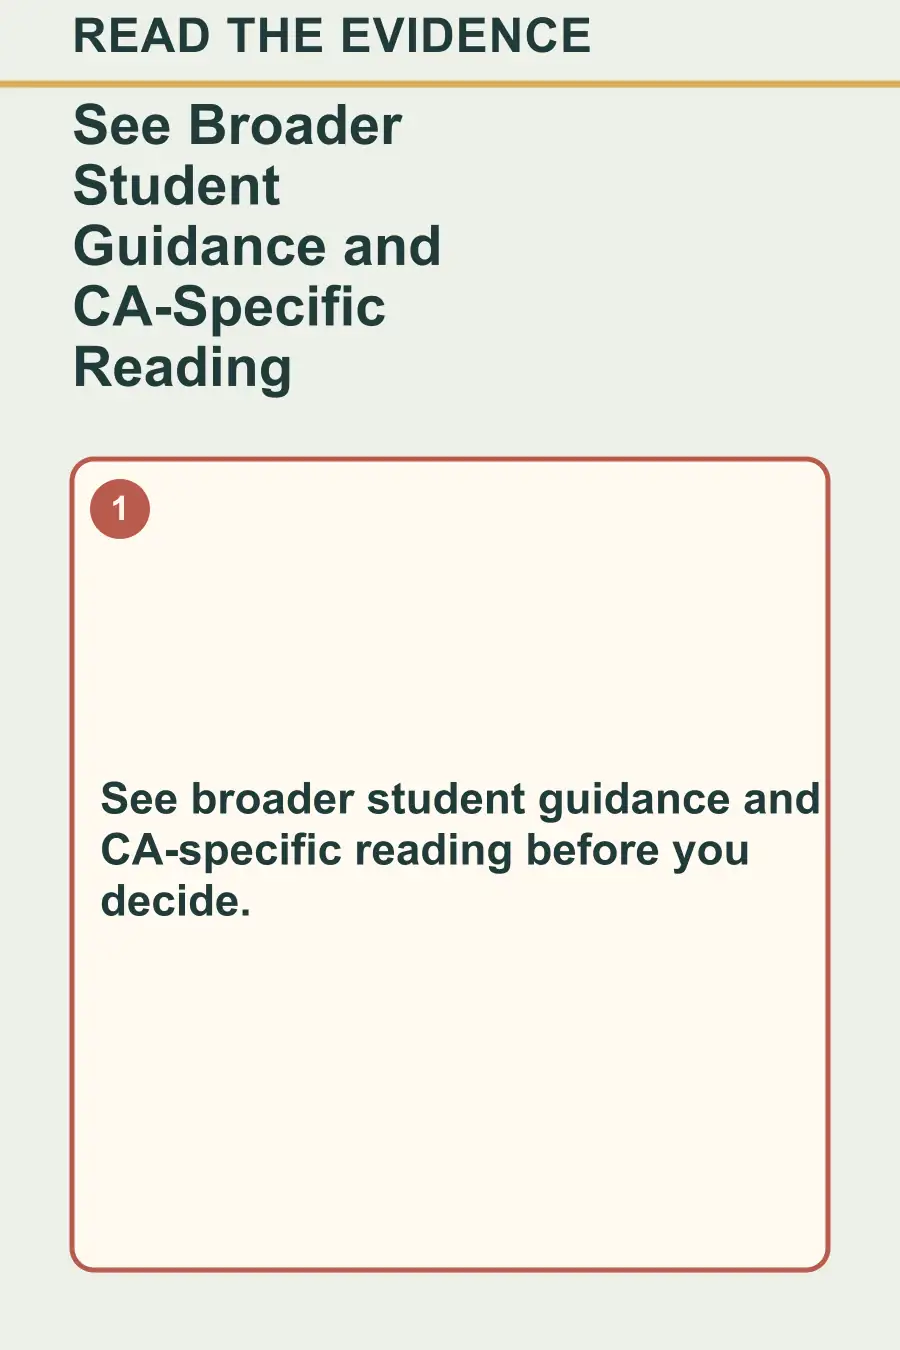 READ THE EVIDENCE
See Broader
Student
Guidance and
CA-Specific
Reading
1
See broader student guidance and
CA-specific reading before you
decide.